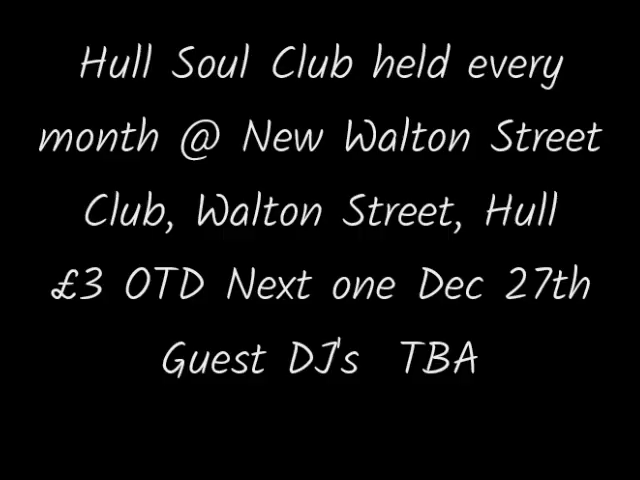 Hull Soul Club held every
month @ New Walton Street
Club, Walton Street, Hull
£3 OTD Next one Dec 27th
Guest DJ's  TBA